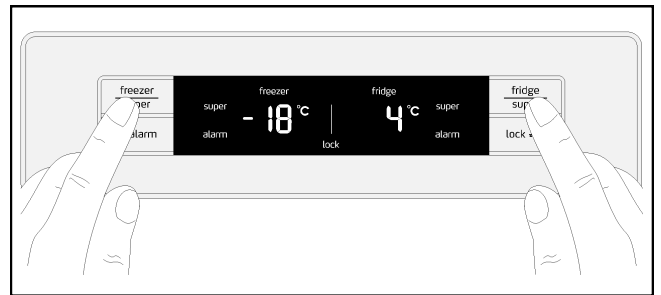 freezer
alarm
freezer
super
-18 °C
alarm
lock
fridge
4 °C
super
alarm
fridge
lock